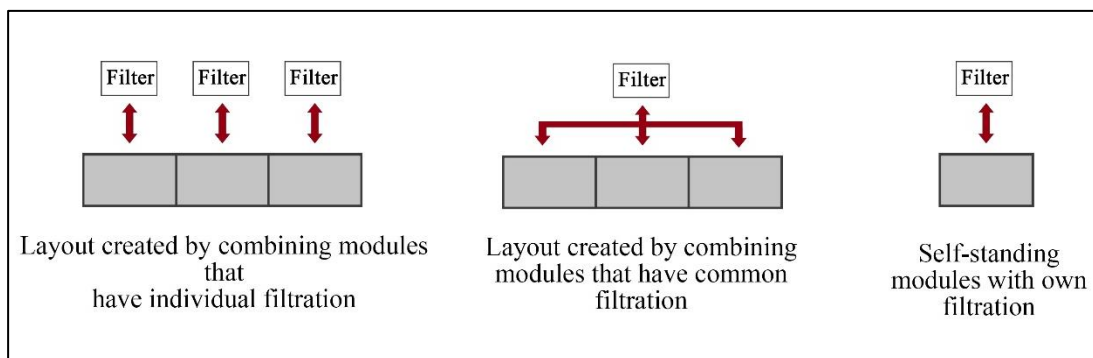 Filter Filter Filter
Layout created by combining modules
that
have individual filtration
Filter
Layout created by combining
modules that have common
filtration
Filter
Self-standing
modules with own
filtration